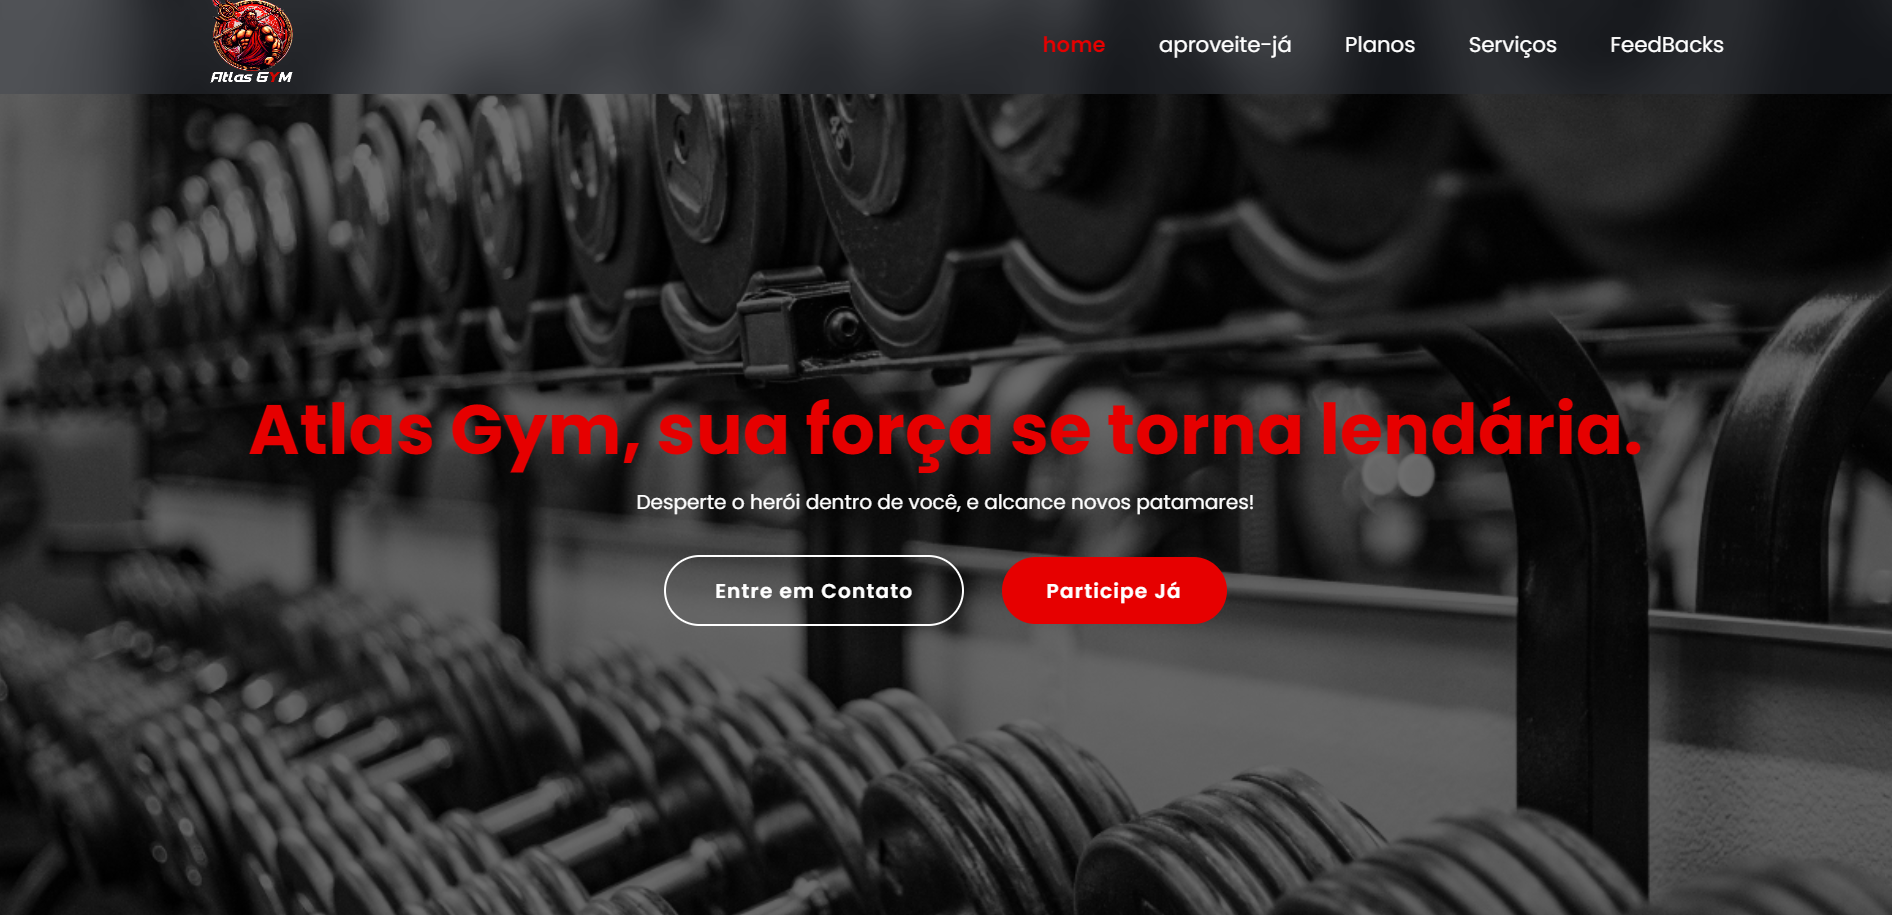 Atlas GYM
home aproveite-já Planos Serviços FeedBacks
Atlas Gym, sua força se torna lendária.
Desperte o herói dentro de você, e alcance novos patamares!
Entre em Contato Participe Já